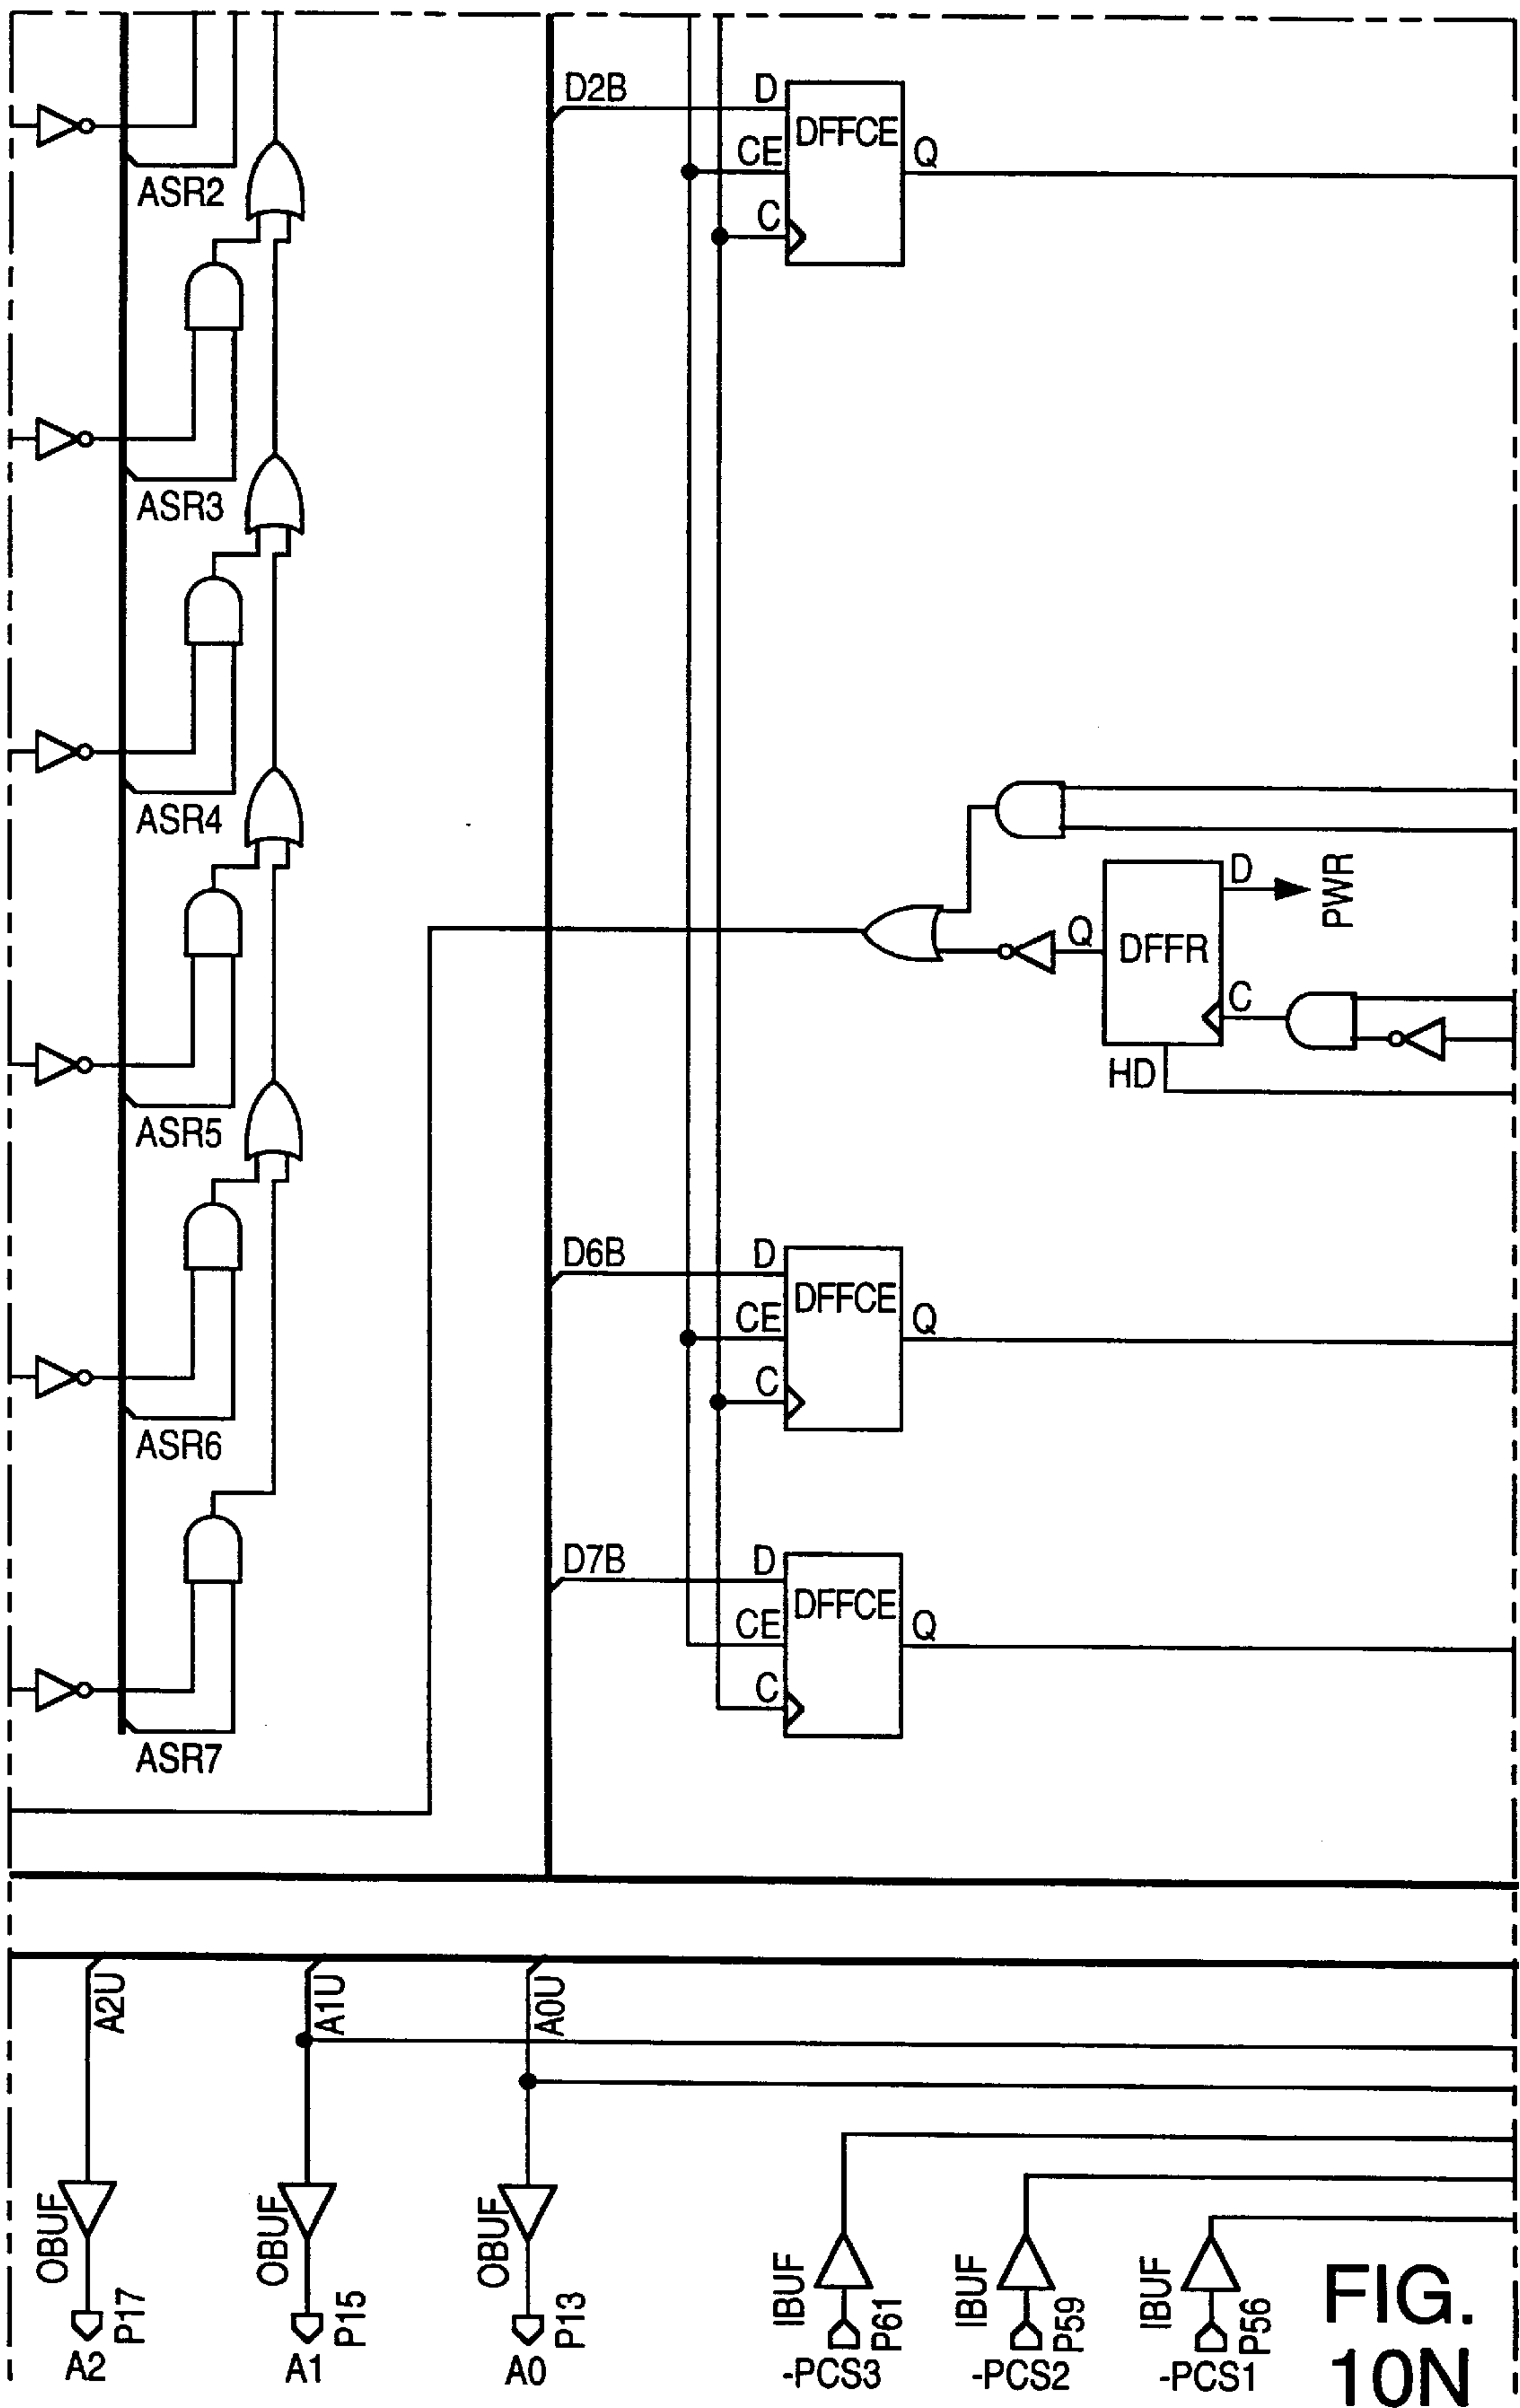 D2B
D
DFFCE
CE
Q
C
ASR2
ASR3
ASR4
D
PWR
Q
DFFR
C
HD
ASR5
D6B
D
DFFCE
CE
Q
C
ASR6
D7B
D
DFFCE
CE
Q
C
ASR7
A2U
A1U
A0U
OBUF
OBUF
OBUF
IBUF
IBUF
IBUF
P17
P15
P13
P61
P59
P56
A2
A1
A0
-PCS3
-PCS2
-PCS1
FIG.
10N